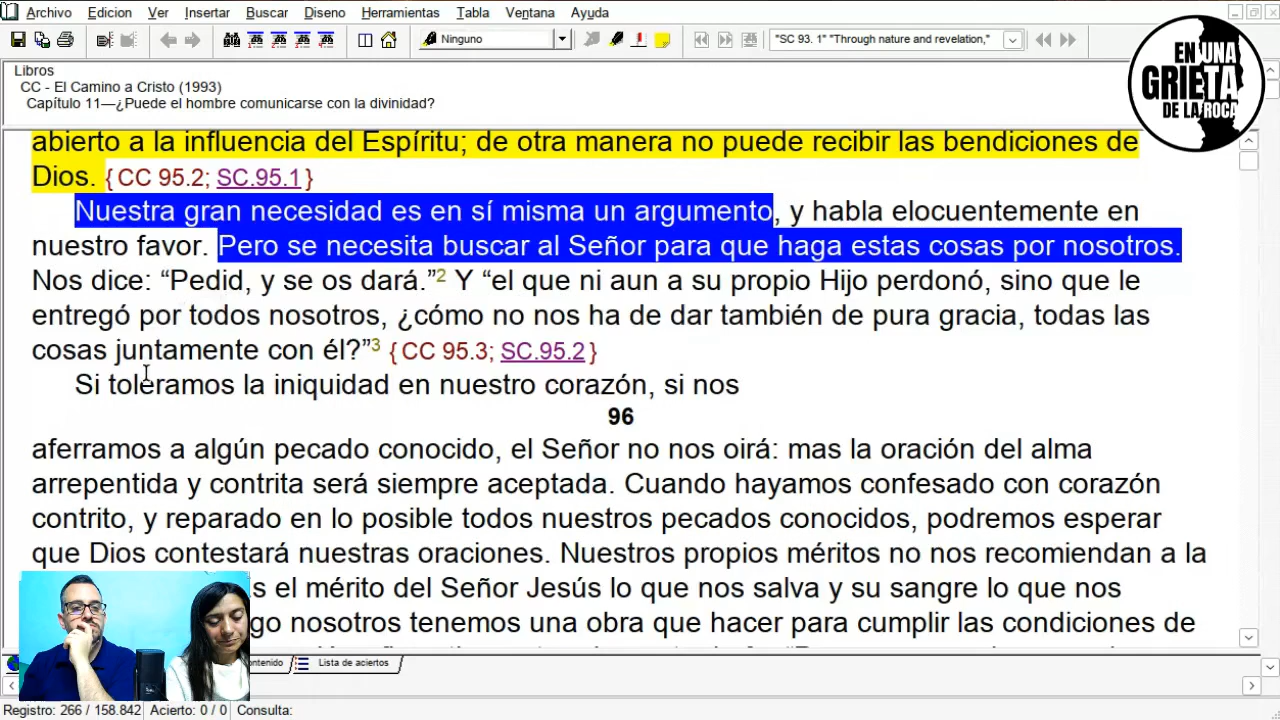 Archivo Edicion Ver Insertar Buscar Diseño Herramientas Tabla Ventana Ayuda
Ninguno "SC 93. 1" "Through nature and revelation,"
EN UNA
GRIETA
DE LA ROCA
Libros
CC - El Camino a Cristo (1993)
Capítulo 11—¿Puede el hombre comunicarse con la divinidad?
abierto a la influencia del Espíritu; de otra manera no puede recibir las bendiciones de
Dios. { CC 95.2; SC.95.1 }
Nuestra gran necesidad es en sí misma un argumento, y habla elocuentemente en
nuestro favor. Pero se necesita buscar al Señor para que haga estas cosas por nosotros.
Nos dice: “Pedid, y se os dará.”2 Y “el que ni aun a su propio Hijo perdonó, sino que le
entregó por todos nosotros, ¿cómo no nos ha de dar también de pura gracia, todas las
cosas juntamente con él?”3 { CC 95.3; SC.95.2 }
Si toleramos la iniquidad en nuestro corazón, si nos
96
aferramos a algún pecado conocido, el Señor no nos oirá: mas la oración del alma
arrepentida y contrita será siempre aceptada. Cuando hayamos confesado con corazón
contrito, y reparado en lo posible todos nuestros pecados conocidos, podremos esperar
que Dios contestará nuestras oraciones. Nuestros propios méritos no nos recomiendan a la
s el mérito del Señor Jesús lo que nos salva y su sangre lo que nos
go nosotros tenemos una obra que hacer para cumplir las condiciones de
enido Lista de aciertos
Registro: 266 / 158.842 Acierto: 0 / 0 Consulta: